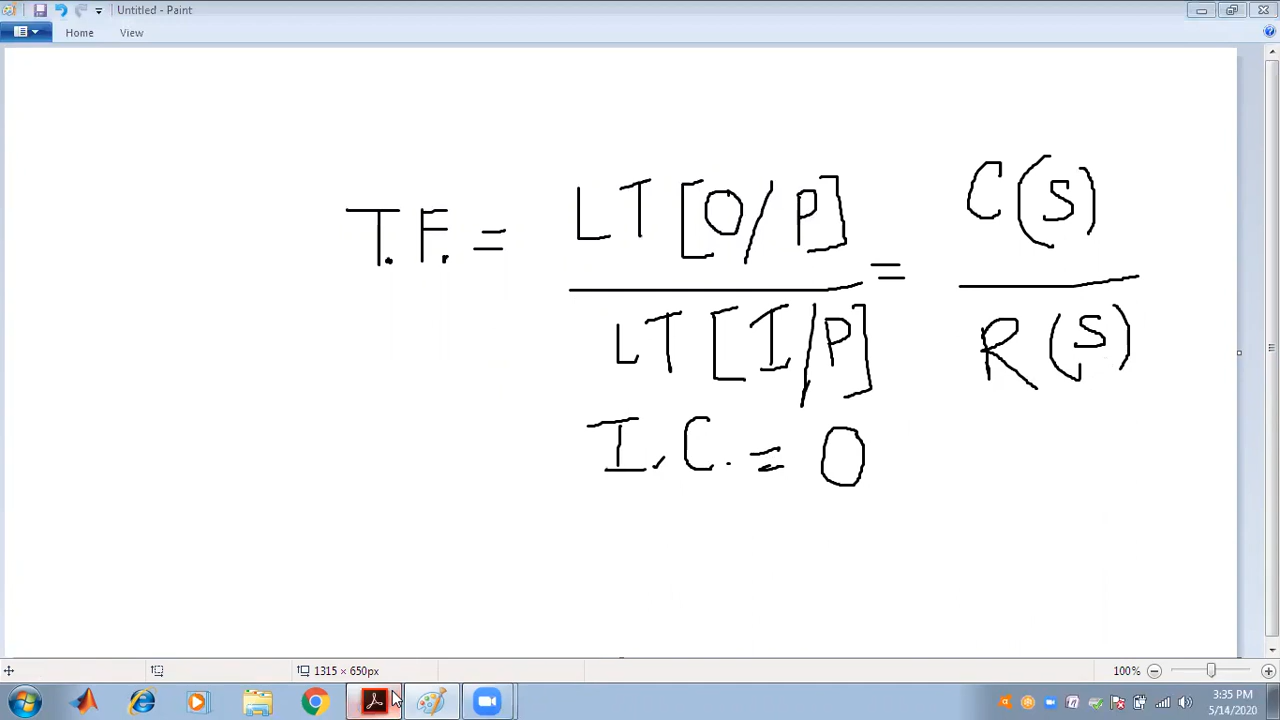 Untitled - Paint
Home View
T.F. = LT[O/P] / LT[I/P] = C(S) / R(S)
I.C. = 0
1315 × 650px
100%
3:35 PM
5/14/2020